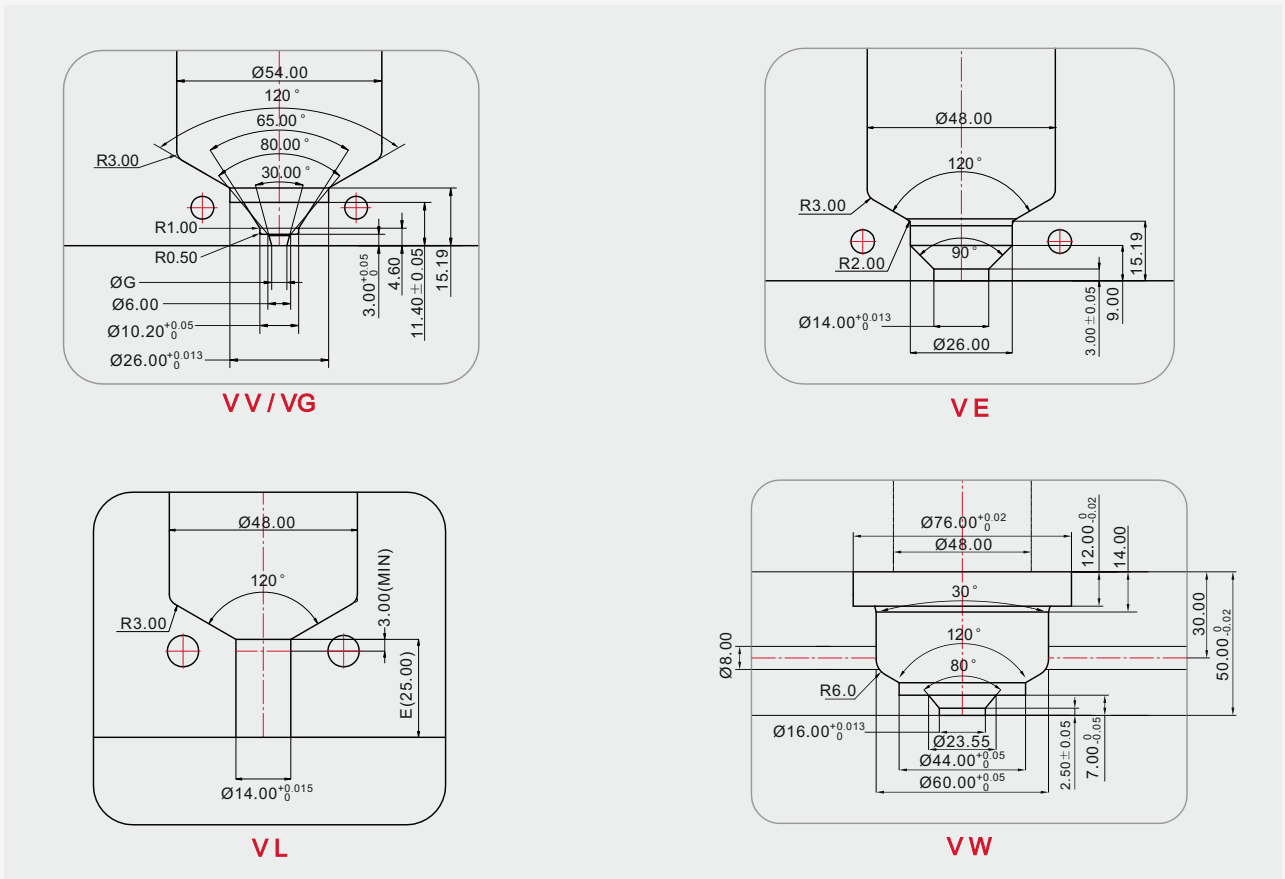 Ø54.00
120°
65.00°
80.00°
30.00°
R3.00
R1.00
R0.50
ØG
Ø6.00
Ø10.20+0.05 0
Ø26.00+0.013 0
3.00+0.05 0
4.60
11.40±0.05
15.19
VV/VG
Ø48.00
120°
R3.00
R2.00
90°
Ø14.00+0.013 0
Ø26.00
3.00±0.05
9.00
15.19
VE
Ø48.00
120°
R3.00
3.00(MIN)
E(25.00)
Ø14.00+0.015 0
VL
Ø76.00+0.02 0
Ø48.00
12.00 0 -0.02
14.00
30°
120°
80°
Ø8.00
R6.0
30.00
50.00 0 -0.02
Ø16.00+0.013 0
Ø23.55
Ø44.00+0.05 0
Ø60.00+0.05 0
2.50±0.05
7.00 0 -0.05
VW